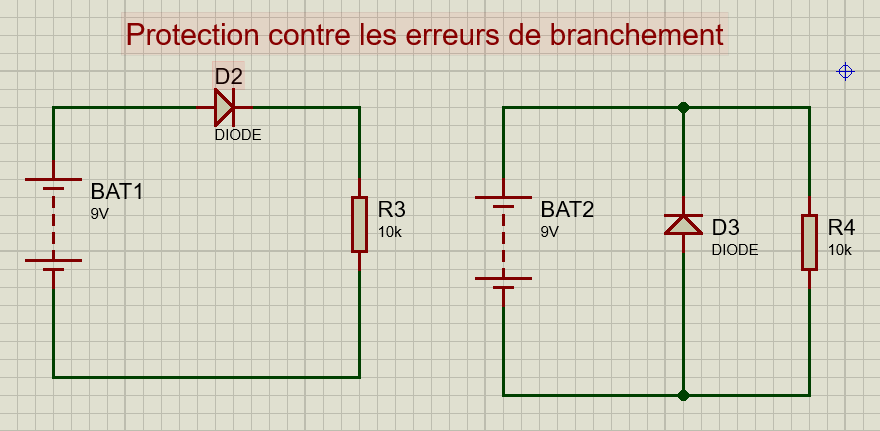 Protection contre les erreurs de branchement
D2
DIODE
BAT1
9V
R3
10k
BAT2
9V
D3
DIODE
R4
10k